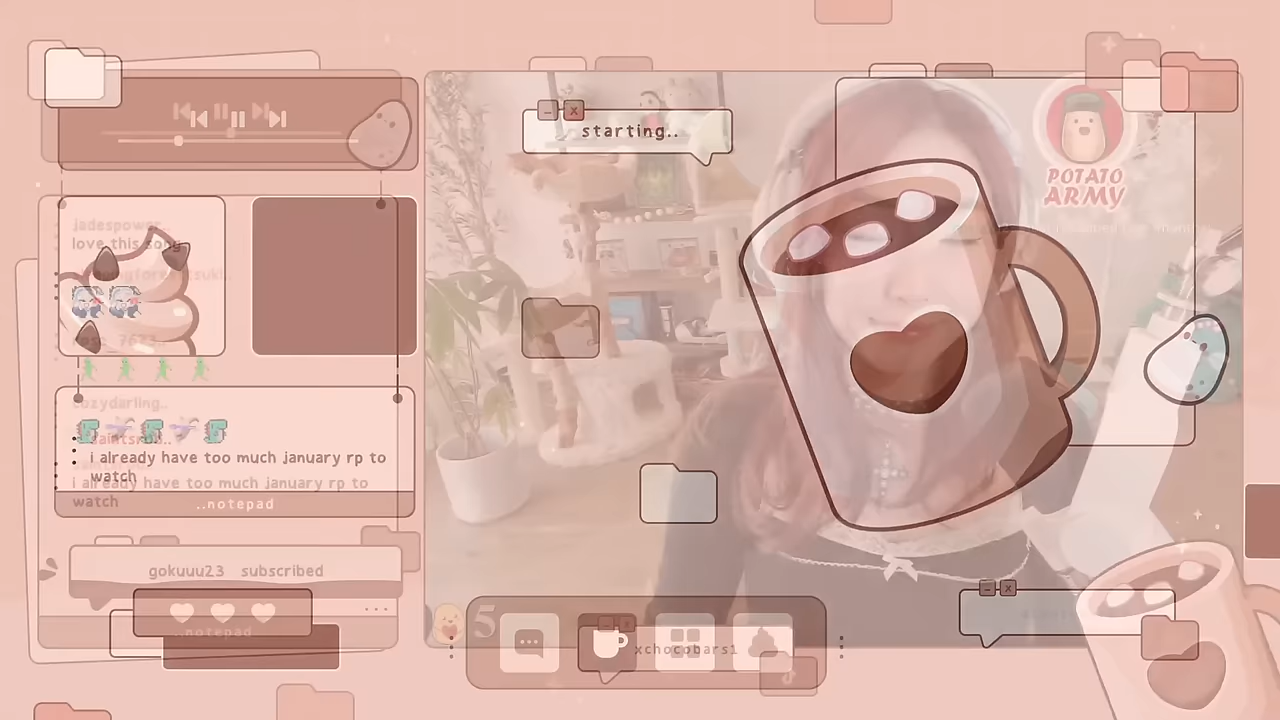 starting..
POTATO
ARMY
jadespower..
love this song
cozydarling..
i already have too much january rp to
watch
i already have too much january rp to
watch
..notepad
gokuuu23 subscribed
..notepad
5
xchocobars1